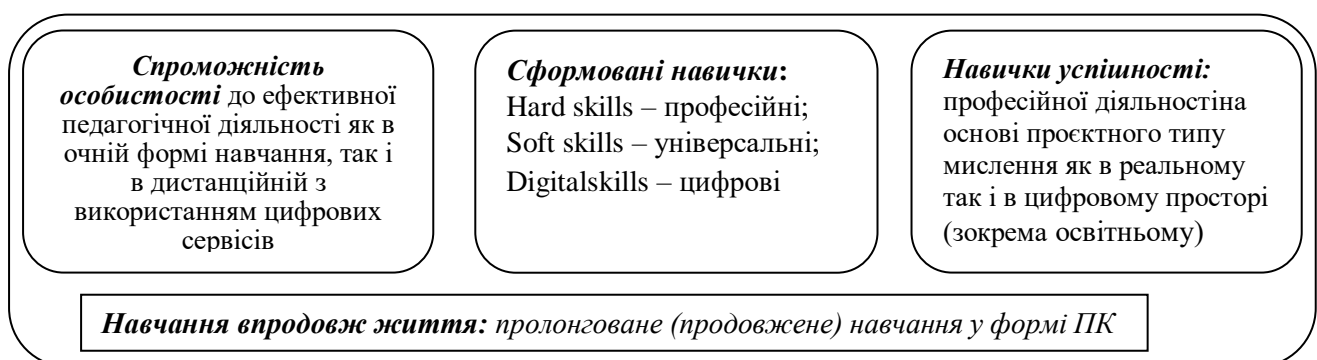 Спроможність
особистості до ефективної
педагогічної діяльності як в
очній формі навчання, так і
в дистанційній з
використанням цифрових
сервісів
Сформовані навички:
Hard skills – професійні;
Soft skills – універсальні;
Digitalskills – цифрові
Навички успішності:
професійної діяльностіна
основі проєктного типу
мислення як в реальному
так і в цифровому просторі
(зокрема освітньому)
Навчання впродовж життя: пролонговане (продовжене) навчання у формі ПК